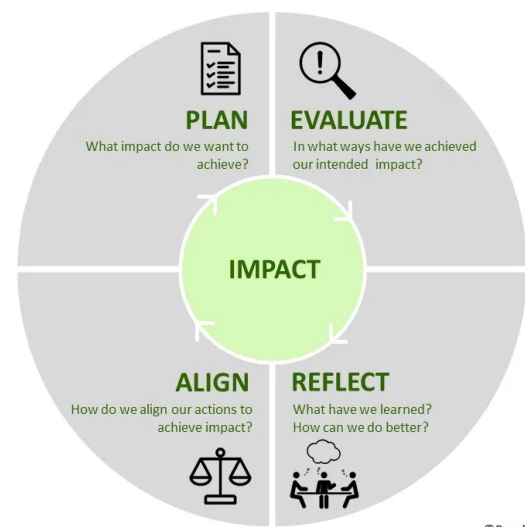 PLAN
What impact do we want to
achieve?
EVALUATE
In what ways have we achieved
our intended impact?
IMPACT
ALIGN
How do we align our actions to
achieve impact?
REFLECT
What have we learned?
How can we do better?